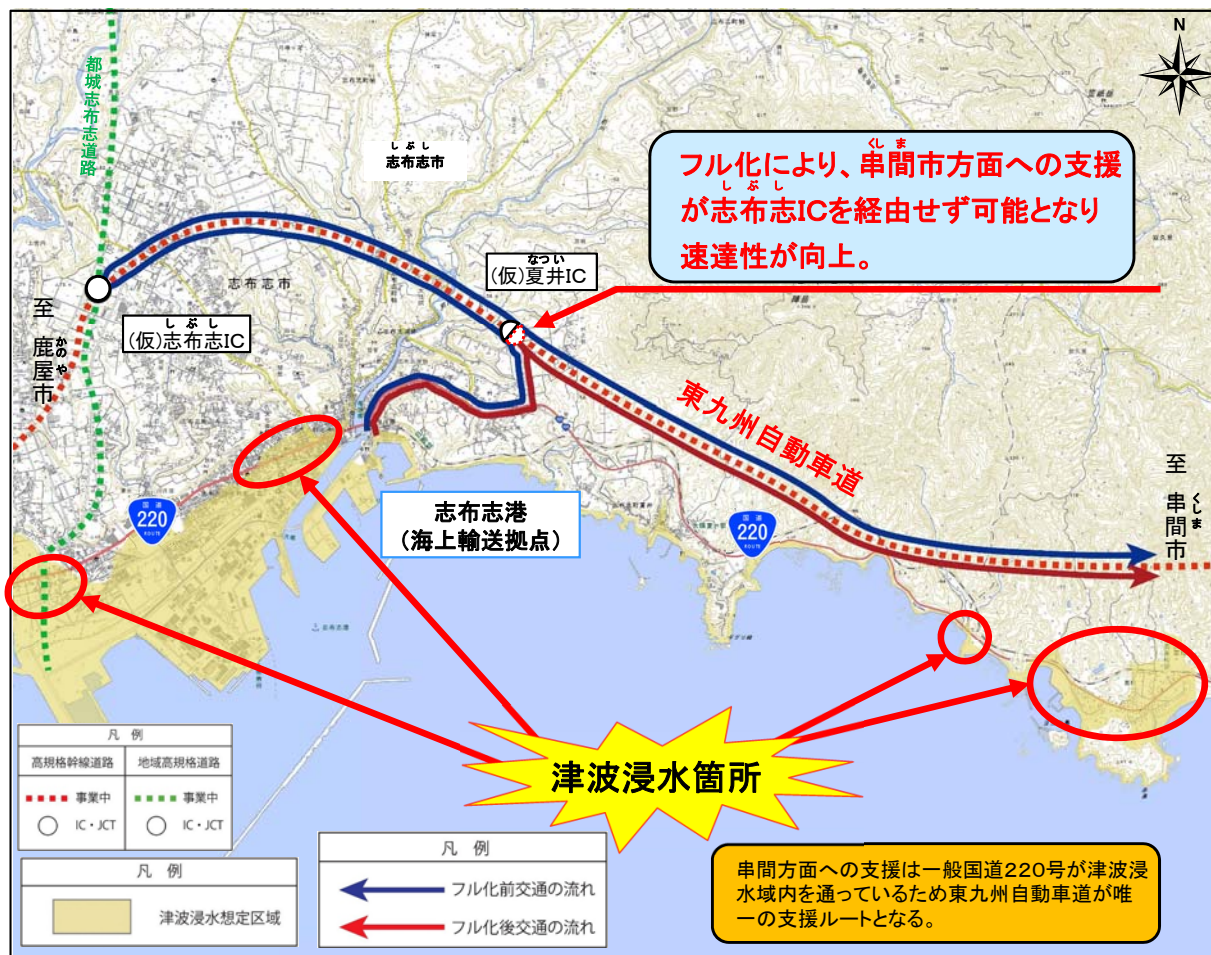 N
都城志布志道路
しぶし
志布志市
くしま
フル化により、串間市方面への支援
しぶし
が志布志ICを経由せず可能となり
速達性が向上。
なつい
(仮)夏井IC
志布志市
しぶし
(仮)志布志IC
至 鹿屋市
かのや
東九州自動車道
至 串間市
くしま
国道
220
ROUTE
志布志港
(海上輸送拠点)
国道
220
ROUTE
津波浸水箇所
凡 例
高規格幹線道路
地域高規格道路
事業中
事業中
IC・JCT
IC・JCT
凡 例
津波浸水想定区域
凡 例
フル化前交通の流れ
フル化後交通の流れ
串間方面への支援は一般国道220号が津波浸
水域内を通っているため東九州自動車道が唯
一の支援ルートとなる。